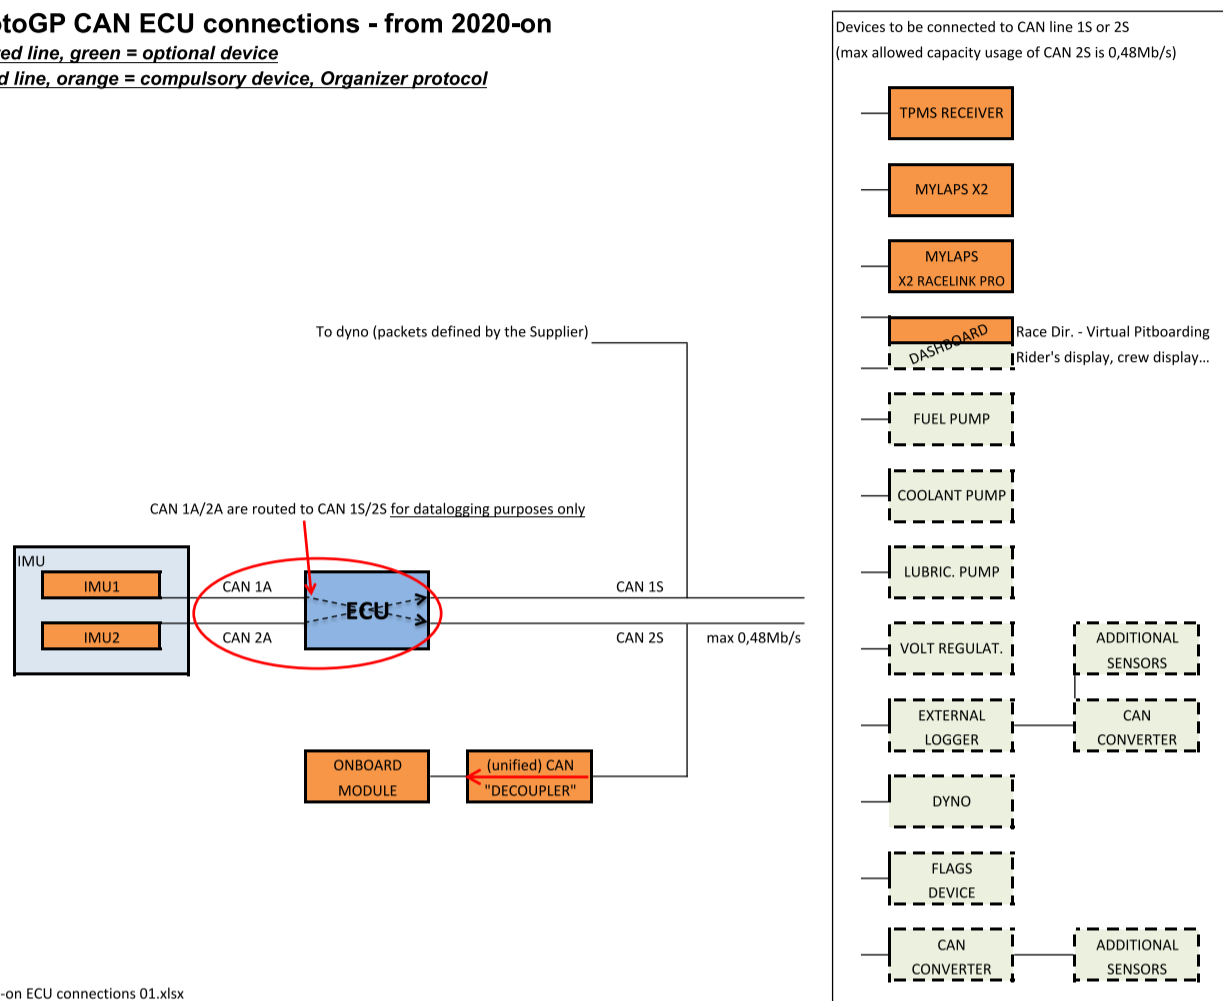 otoGP CAN ECU connections - from 2020-on
ed line, green = optional device
d line, orange = compulsory device, Organizer protocol
Devices to be connected to CAN line 1S or 2S
(max allowed capacity usage of CAN 2S is 0,48Mb/s)
TPMS RECEIVER
MYLAPS X2
MYLAPS
X2 RACELINK PRO
DASHBOARD
Race Dir. - Virtual Pitboarding
Rider's display, crew display...
To dyno (packets defined by the Supplier)
FUEL PUMP
COOLANT PUMP
CAN 1A/2A are routed to CAN 1S/2S for datalogging purposes only
IMU
IMU1
CAN 1A
ECU
CAN 1S
LUBRIC. PUMP
IMU2
CAN 2A
CAN 2S
max 0,48Mb/s
VOLT REGULAT.
ADDITIONAL
SENSORS
EXTERNAL
LOGGER
CAN
CONVERTER
ONBOARD
MODULE
(unified) CAN
"DECOUPLER"
DYNO
FLAGS
DEVICE
CAN
CONVERTER
ADDITIONAL
SENSORS
-on ECU connections 01.xlsx